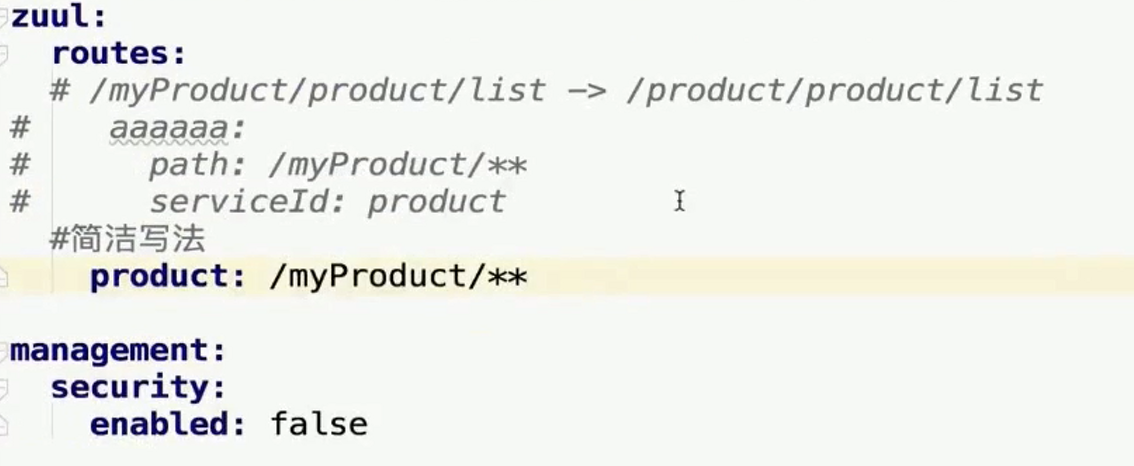 zuul:
  routes:
    # /myProduct/product/list -> /product/product/list
#    aaaaaa:
#      path: /myProduct/**
#      serviceId: product
    #简洁写法
    product: /myProduct/**

management:
  security:
    enabled: false